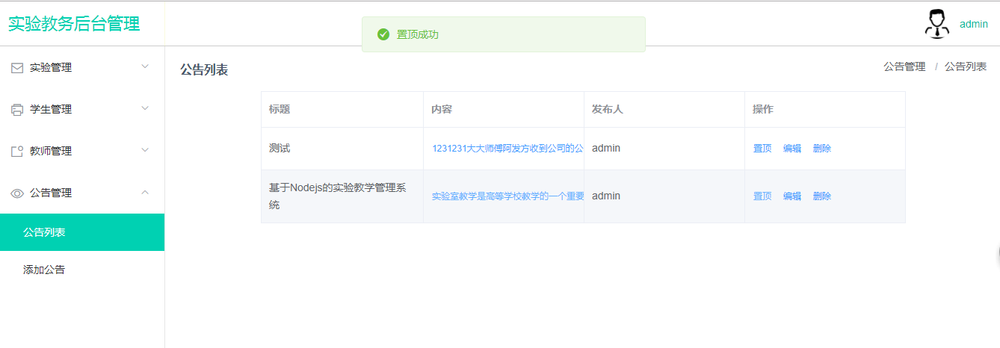 实验教务后台管理
置顶成功
admin
实验管理
学生管理
教师管理
公告管理
公告列表
添加公告
公告列表
公告管理 / 公告列表
标题 内容 发布人 操作
测试 1231231大大师傅阿发方收到公司的公 admin 置顶 编辑 删除
基于Nodejs的实验教学管理系
统
实验室教学是高等学校教学的一个重要 admin 置顶 编辑 删除